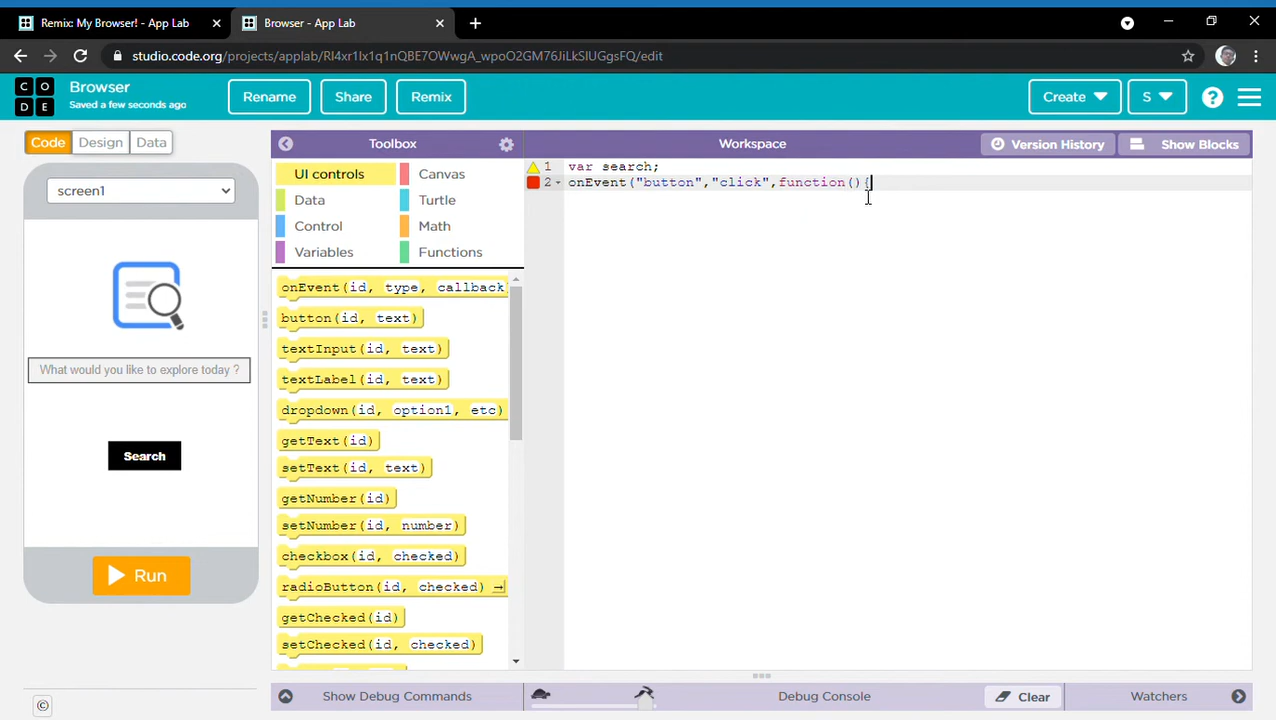 Remix: My Browser! - App Lab
Browser - App Lab
studio.code.org/projects/applab/RI4xr1Ix1q1nQBE7OWwgA_wpoO2GM76JiLkSIUGgsFQ/edit
C O D E
Browser
Saved a few seconds ago
Rename
Share
Remix
Create
S
?
Code
Design
Data
Toolbox
Workspace
Version History
Show Blocks
screen1
What would you like to explore today ?
Search
Run
UI controls
Canvas
Data
Turtle
Control
Math
Variables
Functions
onEvent(id, type, callback)
button(id, text)
textInput(id, text)
textLabel(id, text)
dropdown(id, option1, etc)
getText(id)
setText(id, text)
getNumber(id)
setNumber(id, number)
checkbox(id, checked)
radioButton(id, checked)
getChecked(id)
setChecked(id, checked)
1 var search;
2 onEvent("button","click",function(){
©
Show Debug Commands
Debug Console
Clear
Watchers